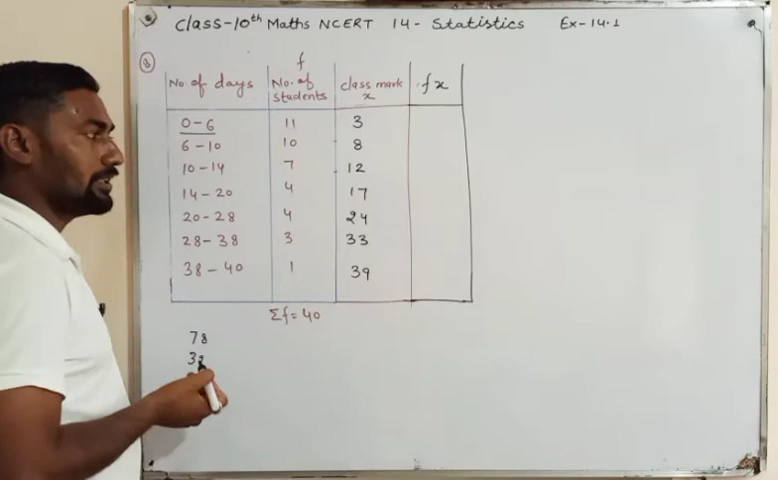 Class-10th Maths NCERT 14- Statistics Ex-14.1
8
f
No. of days No. of students class mark x fx
0-6 11 3
6-10 10 8
10-14 7 12
14-20 4 17
20-28 4 24
28-38 3 33
38-40 1 39
Σf=40
78